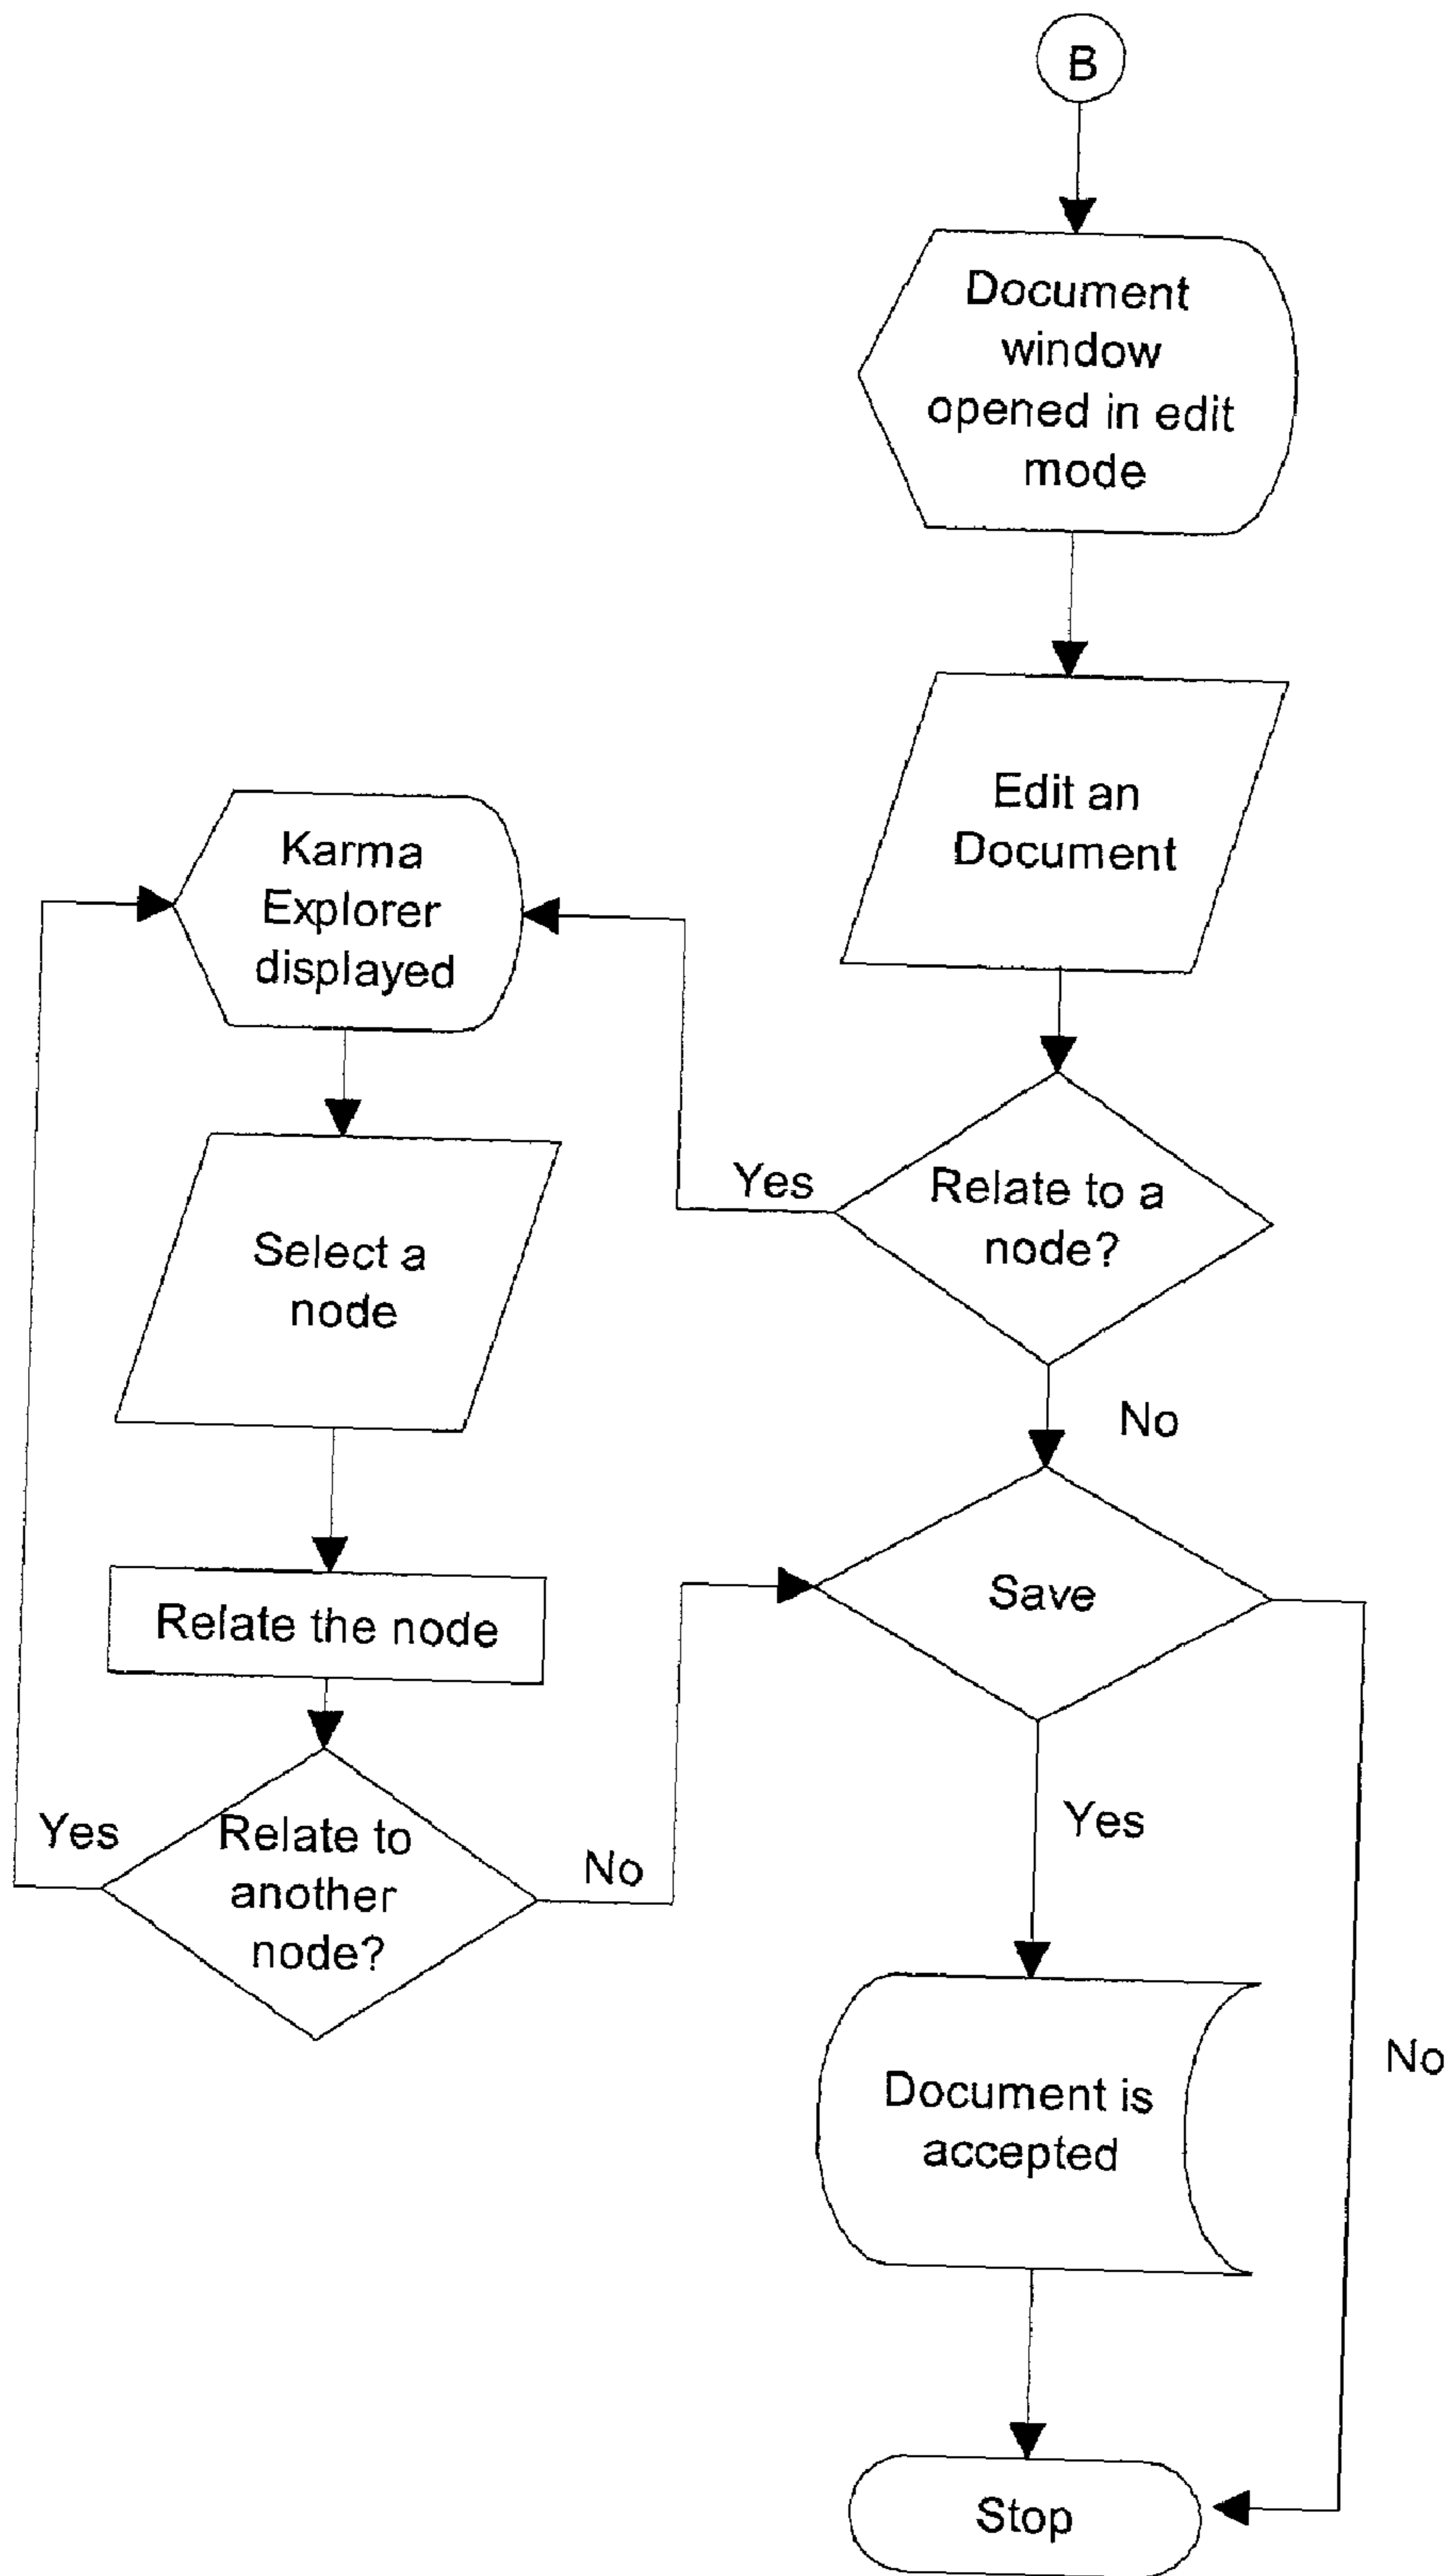 B
Document
window
opened in edit
mode
Edit an
Document
Karma
Explorer
displayed
Yes
Relate to a
node?
Select a
node
No
Relate the node
Save
Yes
Relate to
another
node?
No
Yes
Document is
accepted
No
Stop